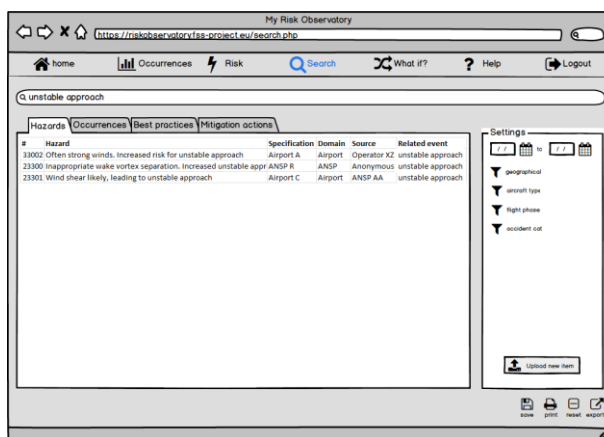 My Risk Observatory
https://riskobservatory.fss-project.eu/search.php
home Occurrences Risk Search What if? Help Logout
unstable approach
Hazards Occurrences Best practices Mitigation actions
# Hazard Specification Domain Source Related event
33002 Often strong winds. Increased risk for unstable approach Airport A Airport Operator XZ unstable approach
23300 Inappropriate wake vortex separation. Increased unstable appr ANSP R ANSP Anonymous unstable approach
23301 Wind shear likely, leading to unstable approach Airport C Airport ANSP AA unstable approach
Settings
/ / to / /
geographical
aircraft type
flight phase
accident cat
Upload new item
save print reset export